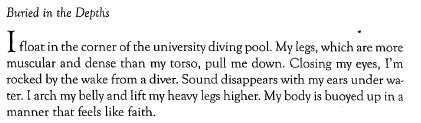 Buried in the Depths
I float in the corner of the university diving pool. My legs, which are more
muscular and dense than my torso, pull me down. Closing my eyes, I'm
rocked by the wake from a diver. Sound disappears with my ears under wa-
ter. I arch my belly and lift my heavy legs higher. My body is buoyed up in a
manner that feels like faith.